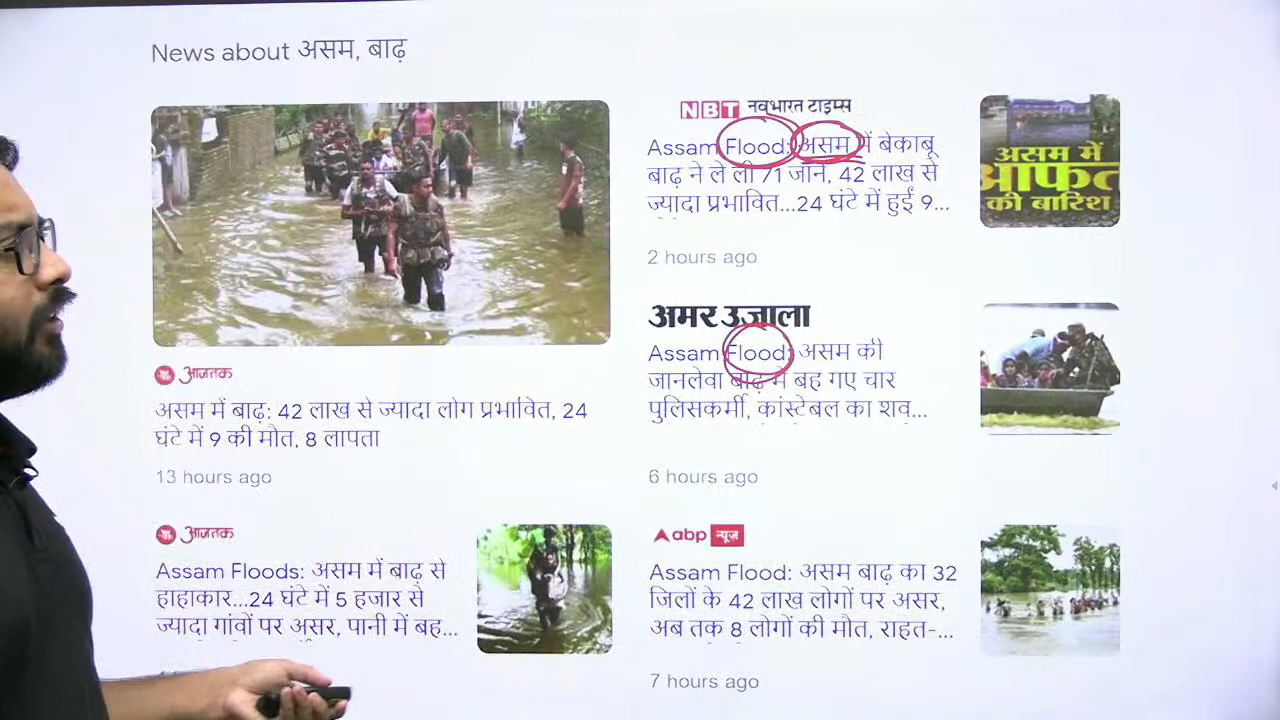 News about असम, बाढ़
आजतक
असम में बाढ़: 42 लाख से ज्यादा लोग प्रभावित, 24
घंटे में 9 की मौत, 8 लापता
13 hours ago
आजतक
Assam Floods: असम में बाढ़ से
हाहाकार...24 घंटे में 5 हजार से
ज्यादा गांवों पर असर, पानी में बह...
NBT नवभारत टाइम्स
Assam Flood: असम में बेकाबू
बाढ़ ने ले ली 71 जानें, 42 लाख से
ज्यादा प्रभावित...24 घंटे में हुईं 9...
2 hours ago
असम में
आफत
की बारिश
अमर उजाला
Assam Flood: असम की
जानलेवा बाढ़ में बह गए चार
पुलिसकर्मी, कांस्टेबल का शव...
6 hours ago
abp न्यूज़
Assam Flood: असम बाढ़ का 32
जिलों के 42 लाख लोगों पर असर,
अब तक 8 लोगों की मौत, राहत-...
7 hours ago